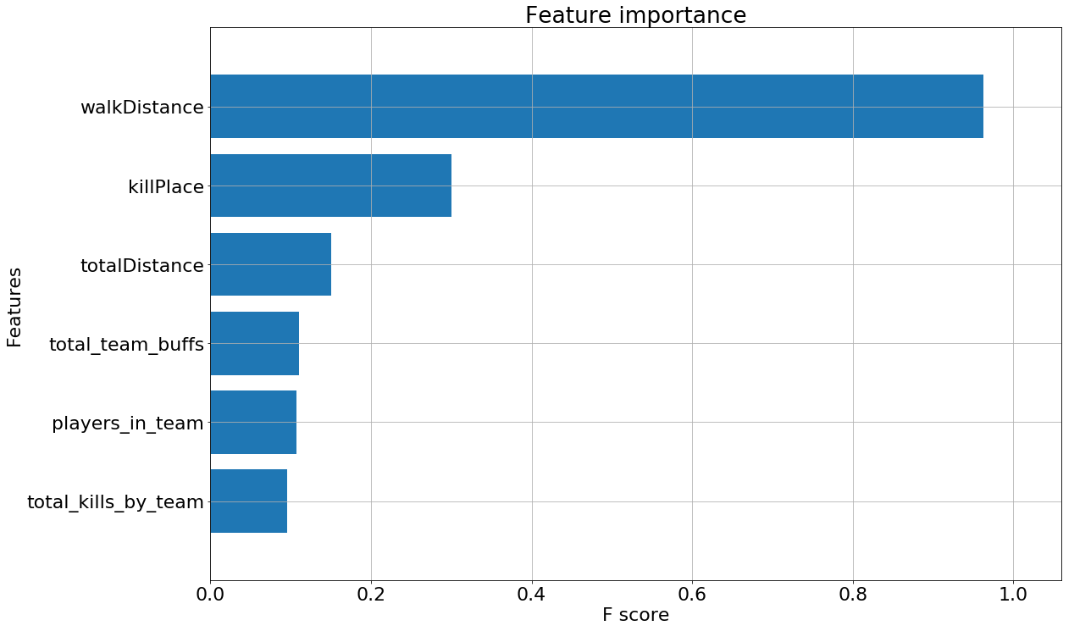 Feature importance
Features
walkDistance
killPlace
totalDistance
total_team_buffs
players_in_team
total_kills_by_team
0.0 0.2 0.4 0.6 0.8 1.0
F score